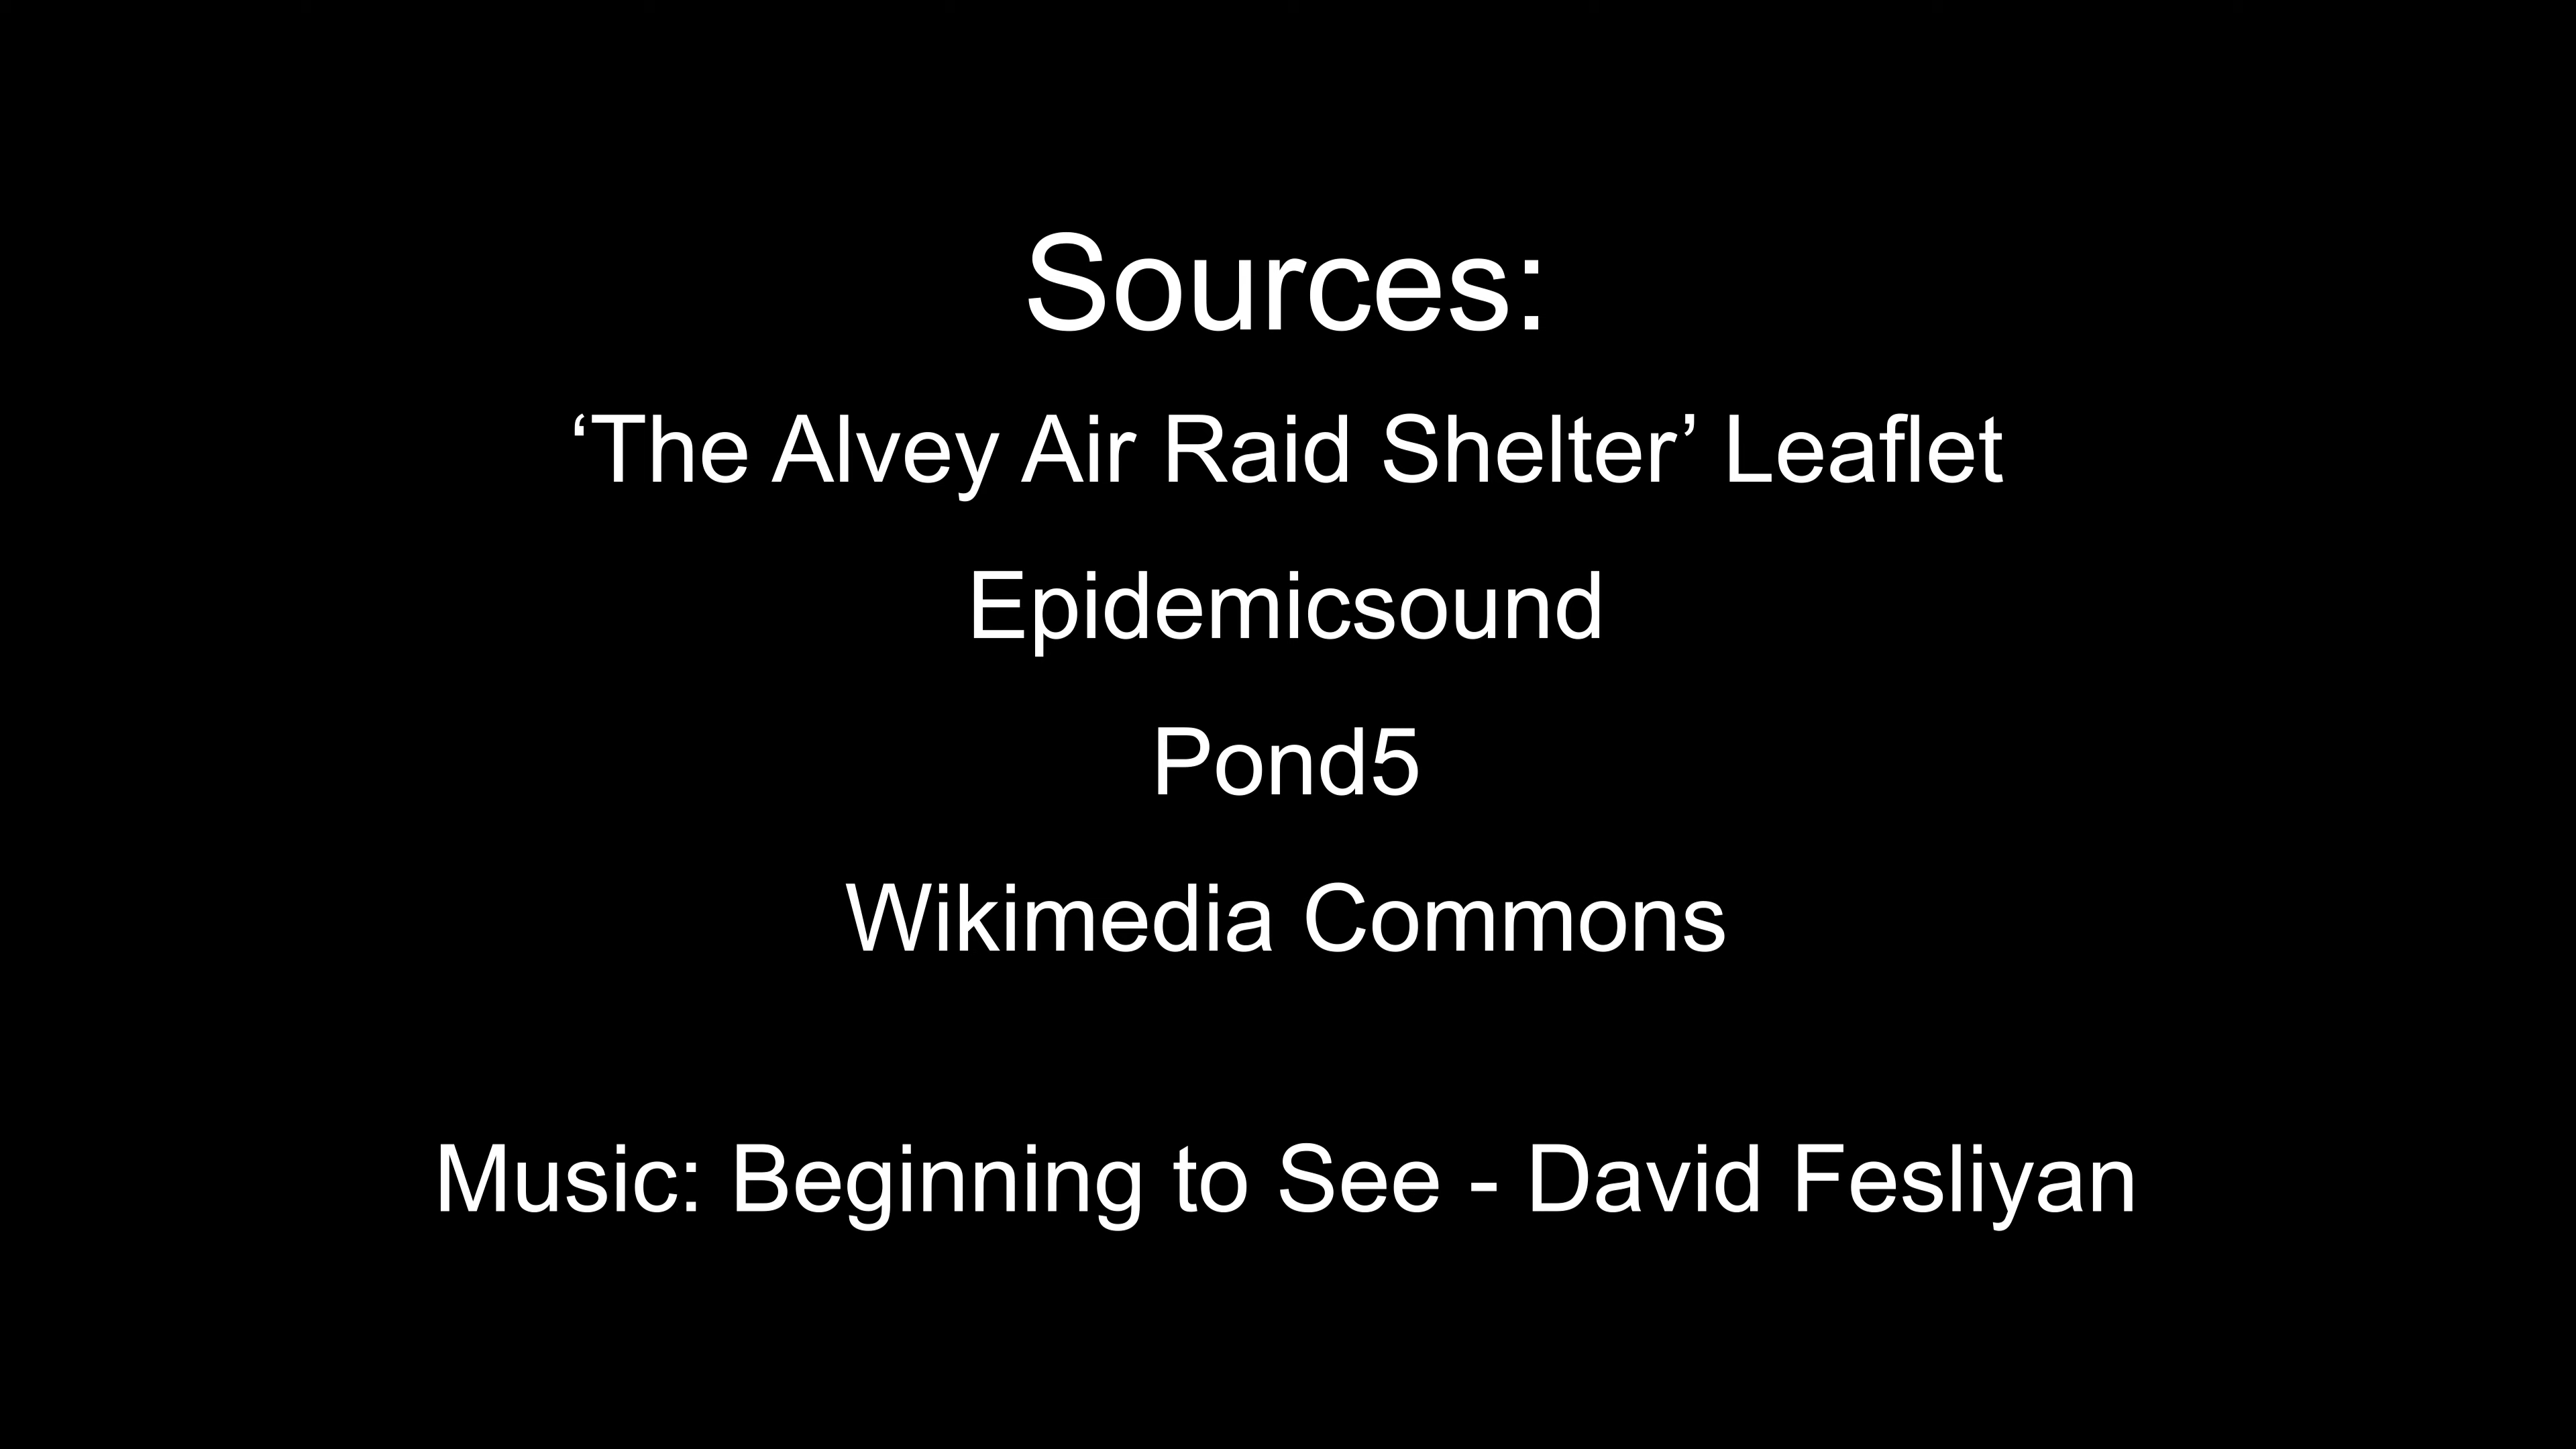 Sources:
‘The Alvey Air Raid Shelter’ Leaflet
Epidemicsound
Pond5
Wikimedia Commons
Music: Beginning to See - David Fesliyan